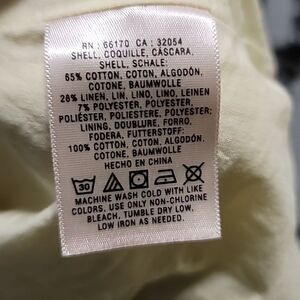 RN : 66170 CA : 32054
SHELL, COQUILLE, CÁSCARA,
SHELL, SCHALE:
65% COTTON, COTON, ALGODÓN,
COTONE, BAUMWOLLE
28% LINEN, LIN, LINO, LEINEN
7% POLYESTER, POLYESTER,
POLIÉSTER, POLIESTERE, POLYESTER;
LINING, DOUBLURE, FORRO,
FODERA, FUTTERSTOFF:
100% COTTON, COTON, ALGODÓN,
COTONE, BAUMWOLLE
HECHO EN CHINA
30
MACHINE WASH COLD WITH LIKE
COLORS, USE ONLY NON-CHLORINE
BLEACH, TUMBLE DRY LOW,
LOW IRON AS NEEDED.